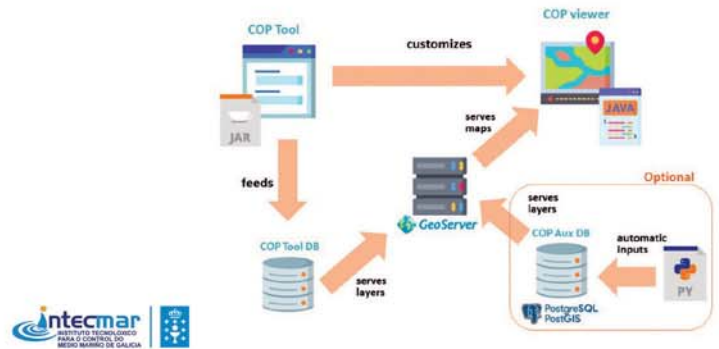 COP Tool
COP viewer
customizes
JAR
JAVA
serves
maps
feeds
GeoServer
Optional
serves
layers
COP Tool DB
COP Aux DB
automatic
inputs
PY
serves
layers
PostgreSQL
PostGIS
intecmar
INSTITUTO TECNOLOXICO
PARA O CONTROL DO
MEDIO MARIÑO DE GALICIA